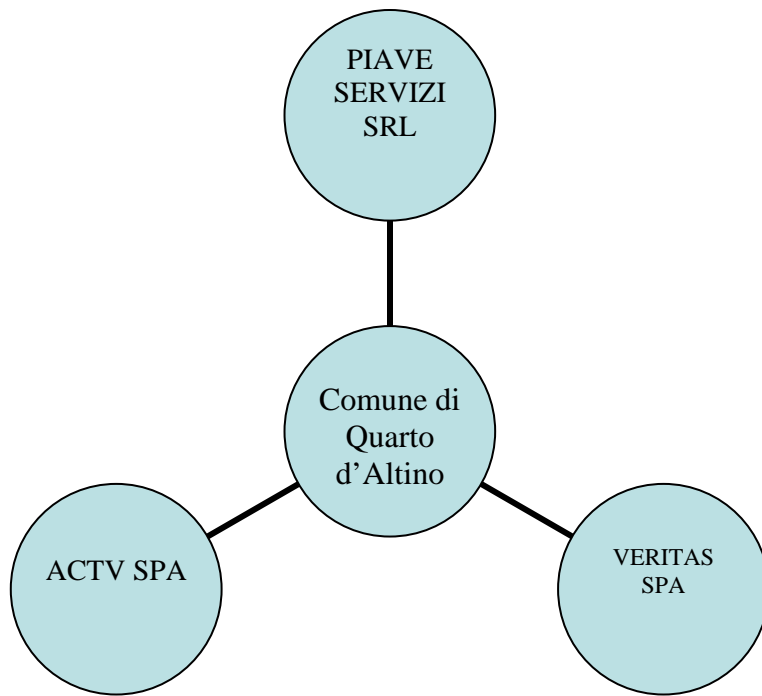 PIAVE
SERVIZI
SRL
Comune di
Quarto
d’Altino
ACTV SPA
VERITAS
SPA